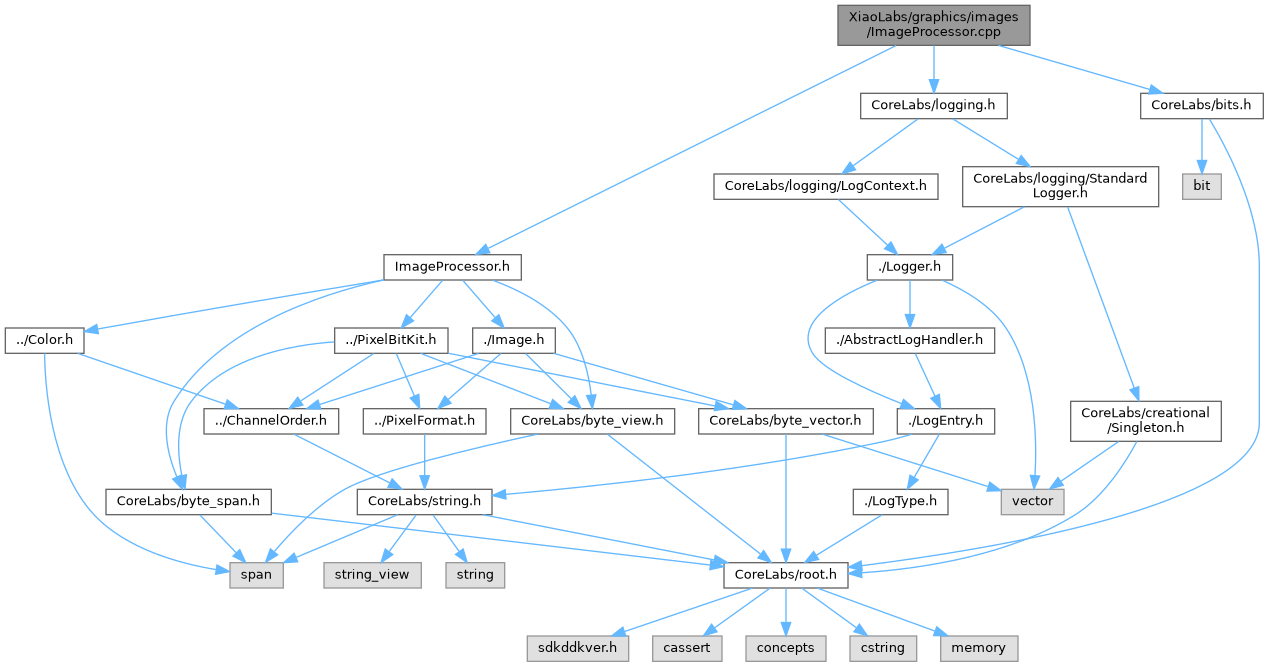 XiaoLabs/graphics/images
/ImageProcessor.cpp
CoreLabs/logging.h
CoreLabs/bits.h
CoreLabs/logging/LogContext.h
CoreLabs/logging/Standard
Logger.h
bit
ImageProcessor.h
./Logger.h
../Color.h
../PixelBitKit.h
./Image.h
./AbstractLogHandler.h
../ChannelOrder.h
../PixelFormat.h
CoreLabs/byte_view.h
CoreLabs/byte_vector.h
./LogEntry.h
CoreLabs/creational
/Singleton.h
CoreLabs/byte_span.h
CoreLabs/string.h
./LogType.h
vector
span
string_view
string
CoreLabs/root.h
sdkddkver.h
cassert
concepts
cstring
memory